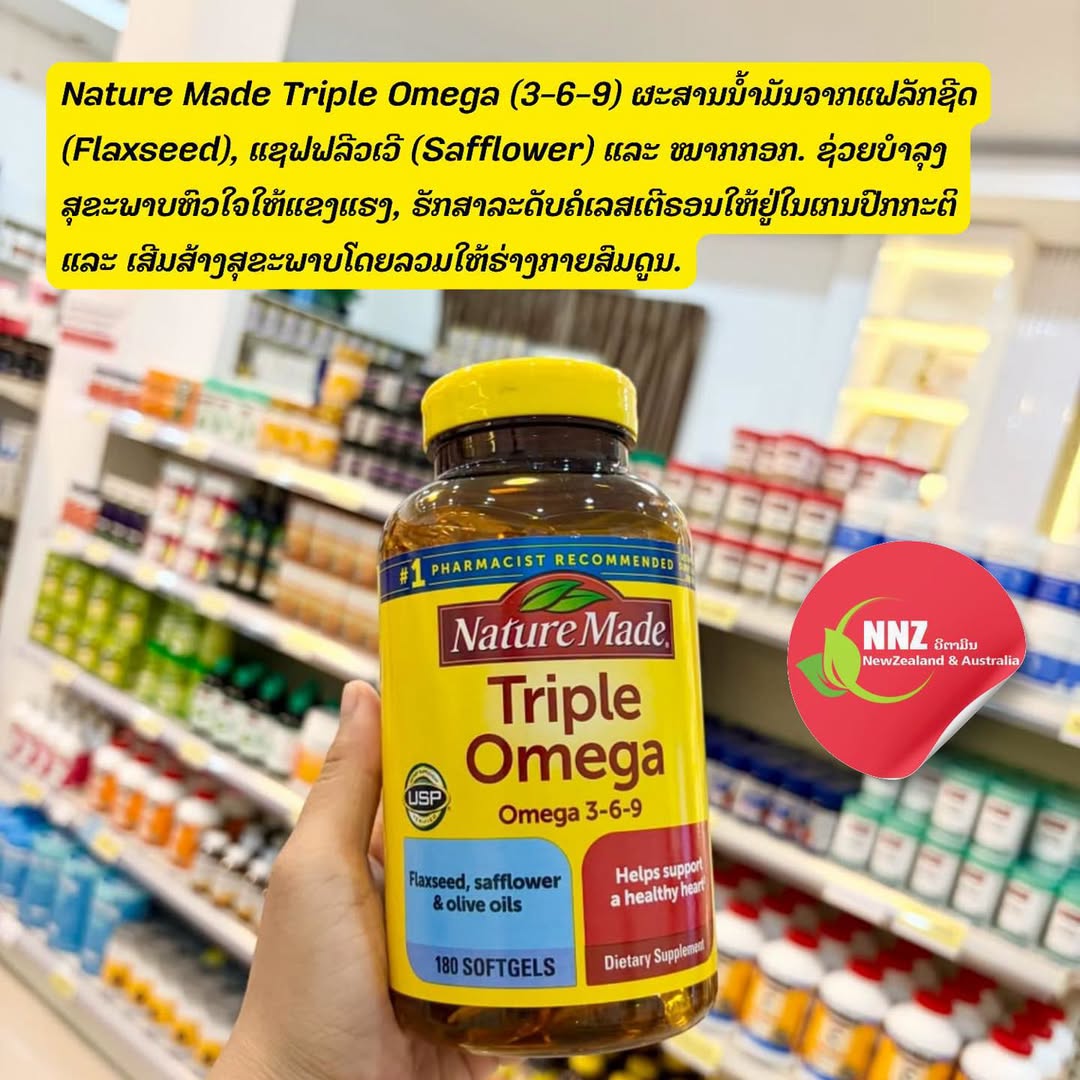 Nature Made Triple Omega (3-6-9) ຜະສານນ້ຳມັນຈາກແຟລັກຊີດ
(Flaxseed), ແຊຟຟລີວເວີ (Safflower) ແລະ ໝາກກອກ. ຊ່ວຍບຳລຸງ
ສຸຂະພາບຫົວໃຈໃຫ້ແຂງແຮງ, ຮັກສາລະດັບຄໍເລສເຕີຣອນໃຫ້ຢູ່ໃນເກນປົກກະຕິ
ແລະ ເສີມສ້າງສຸຂະພາບໂດຍລວມໃຫ້ຮ່າງກາຍສົມດູນ.
#1 PHARMACIST RECOMMENDED
Nature Made®
Triple
Omega
Omega 3-6-9
USP
Flaxseed, safflower
& olive oils
Helps support
a healthy heart
180 SOFTGELS
Dietary Supplement
NNZ ວິຕາມິນ
NewZealand & Australia